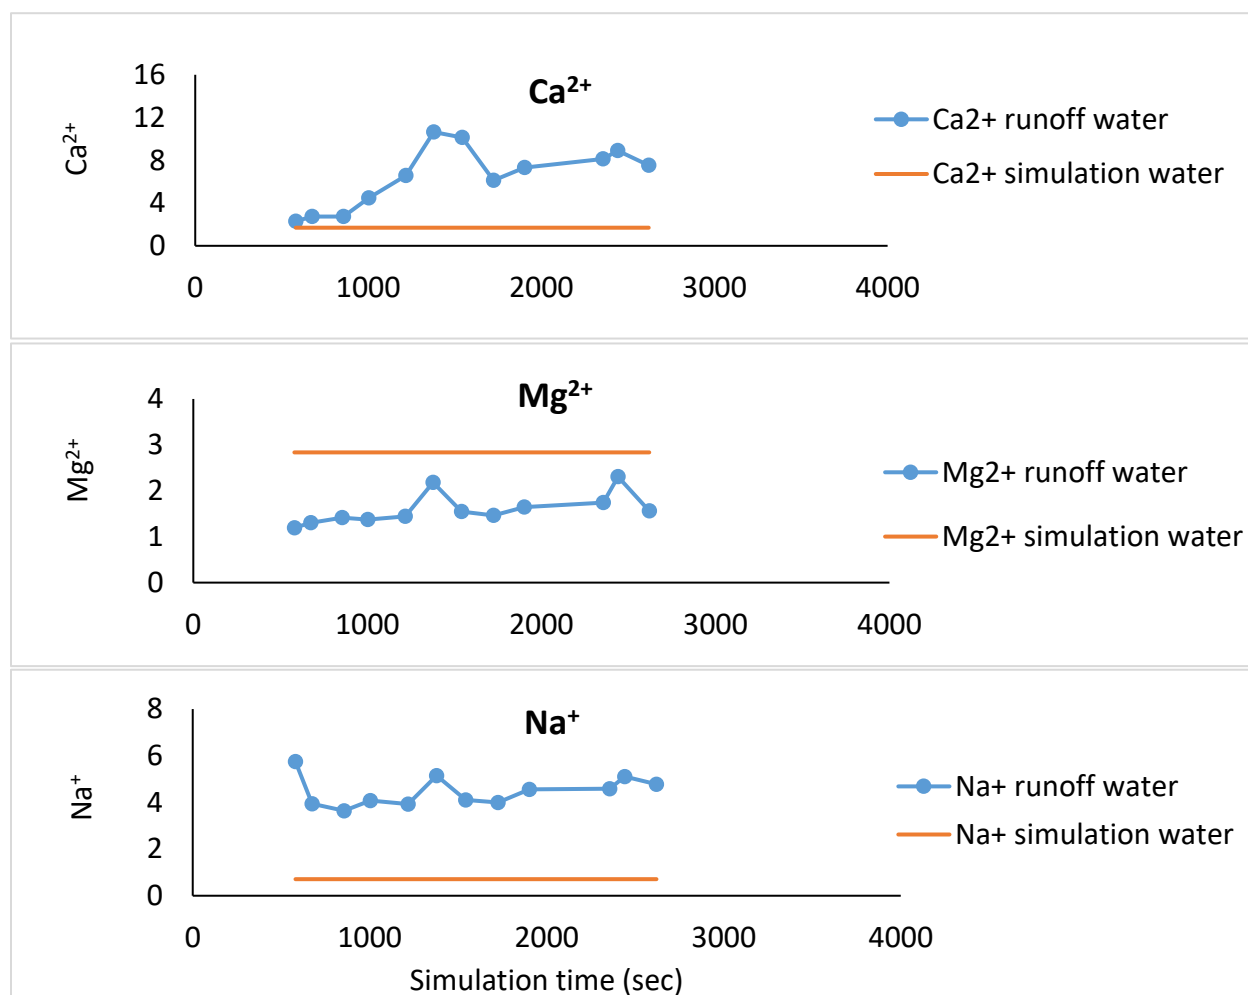 Ca²⁺
16
12
8
4
0
Ca²⁺
Ca2+ runoff water
Ca2+ simulation water
0 1000 2000 3000 4000
Mg²⁺
4
3
2
1
0
Mg²⁺
Mg2+ runoff water
Mg2+ simulation water
0 1000 2000 3000 4000
Na⁺
8
6
4
2
0
Na⁺
Na+ runoff water
Na+ simulation water
0 1000 2000 3000 4000
Simulation time (sec)